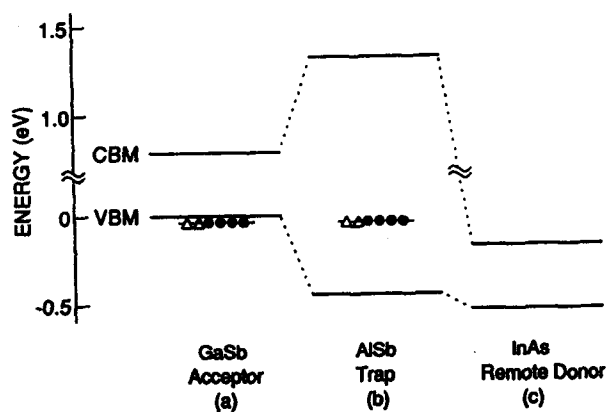 1.5
1.0
0
-0.5
ENERGY (eV)
CBM
VBM
GaSb
Acceptor
(a)
AlSb
Trap
(b)
InAs
Remote Donor
(c)